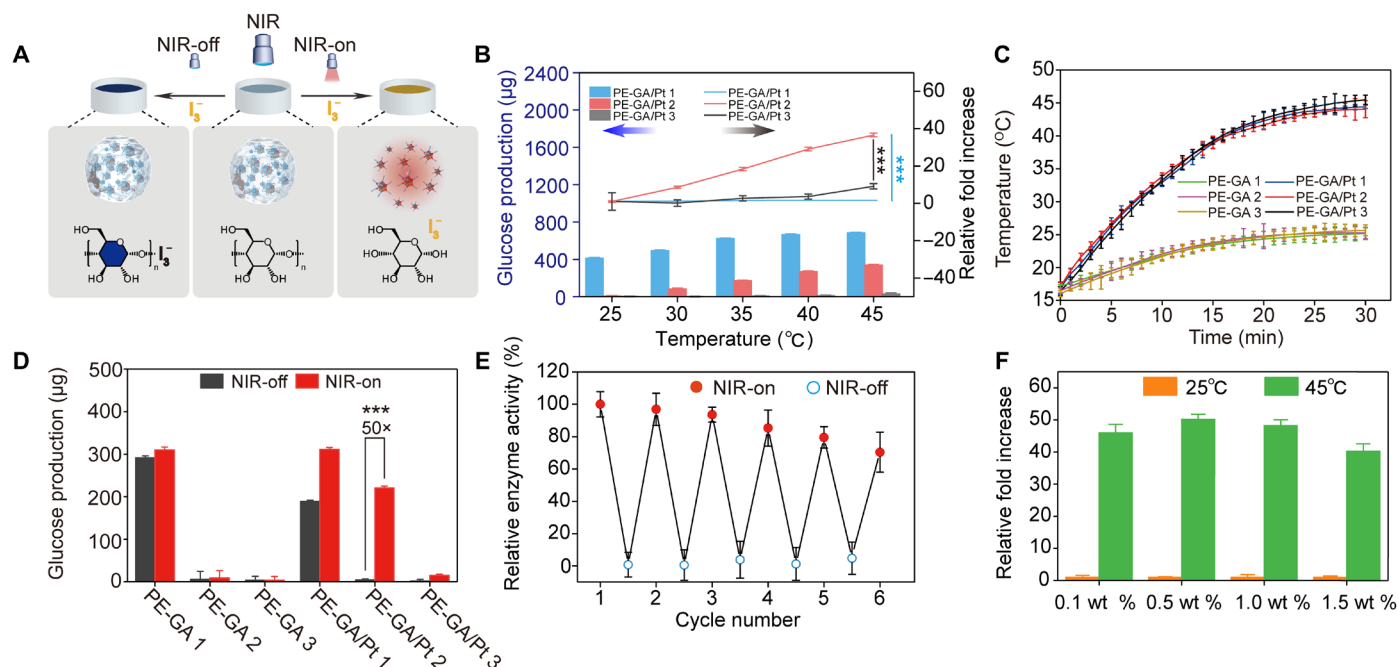 A
NIR
NIR-off
NIR-on
I3−
I3−
I3−
HO
O
O
OH
OH
n
I3−
HO
O
O
OH
OH
n
HO
O
OH
OH
OH
B
Glucose production (µg)
2400
2000
1600
1200
800
400
0
PE-GA/Pt 1
PE-GA/Pt 2
PE-GA/Pt 3
PE-GA/Pt 1
PE-GA/Pt 2
PE-GA/Pt 3
***
***
60
40
20
0
−20
−40
Relative fold increase
25
30
35
40
45
Temperature (°C)
C
Temperature (°C)
50
45
40
35
30
25
20
15
PE-GA 1
PE-GA 2
PE-GA 3
PE-GA/Pt 1
PE-GA/Pt 2
PE-GA/Pt 3
0
5
10
15
20
25
30
Time (min)
D
Glucose production (µg)
500
400
300
200
100
0
NIR-off
NIR-on
***
50×
PE-GA 1
PE-GA 2
PE-GA 3
PE-GA/Pt 1
PE-GA/Pt 2
PE-GA/Pt 3
E
Relative enzyme activity (%)
120
100
80
60
40
20
0
NIR-on
NIR-off
1
2
3
4
5
6
Cycle number
F
Relative fold increase
60
50
40
30
20
10
0
25°C
45°C
0.1 wt %
0.5 wt %
1.0 wt %
1.5 wt %